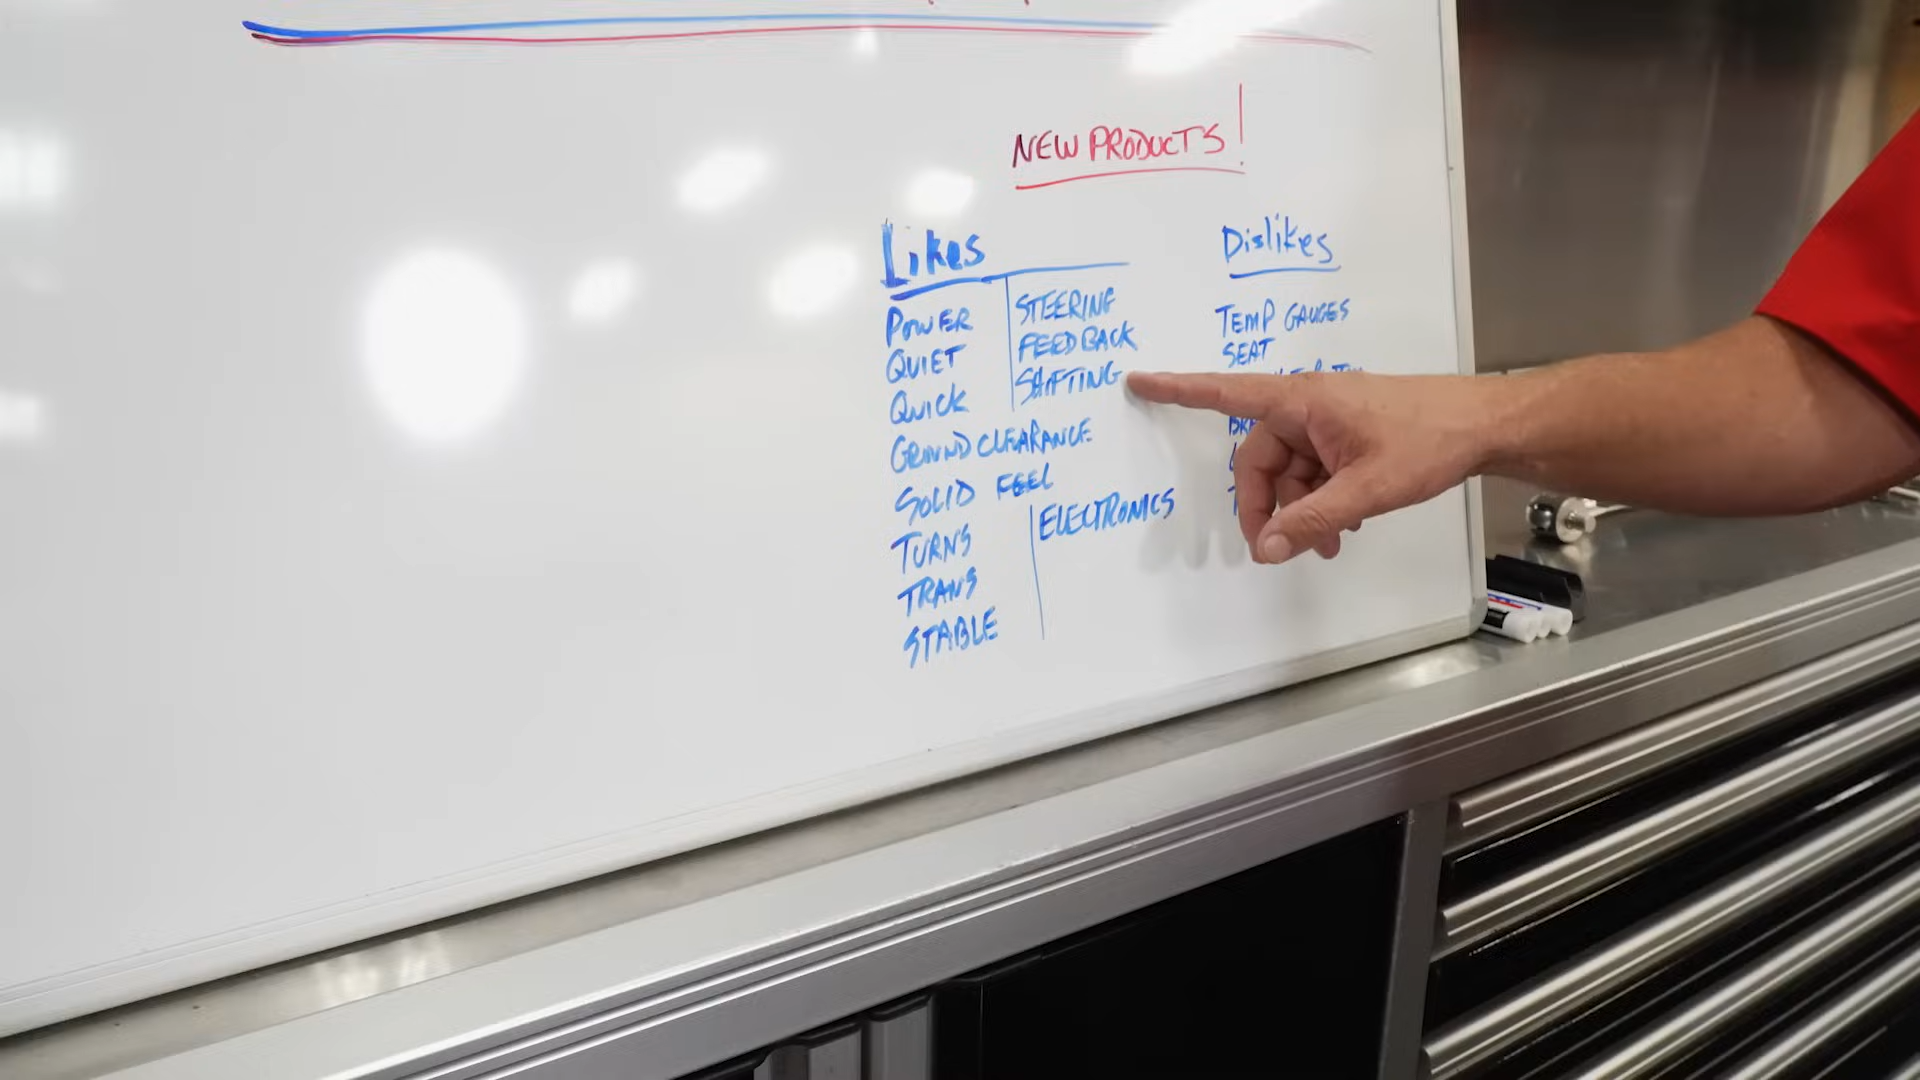 NEW PRODUCTS!
Likes
POWER
QUIET
QUICK
GROUND CLEARANCE
SOLID FEEL
TURNS
TRANS
STABLE
STEERING
FEEDBACK
SHIFTING
ELECTRONICS
Dislikes
TEMP GAUGES
SEAT